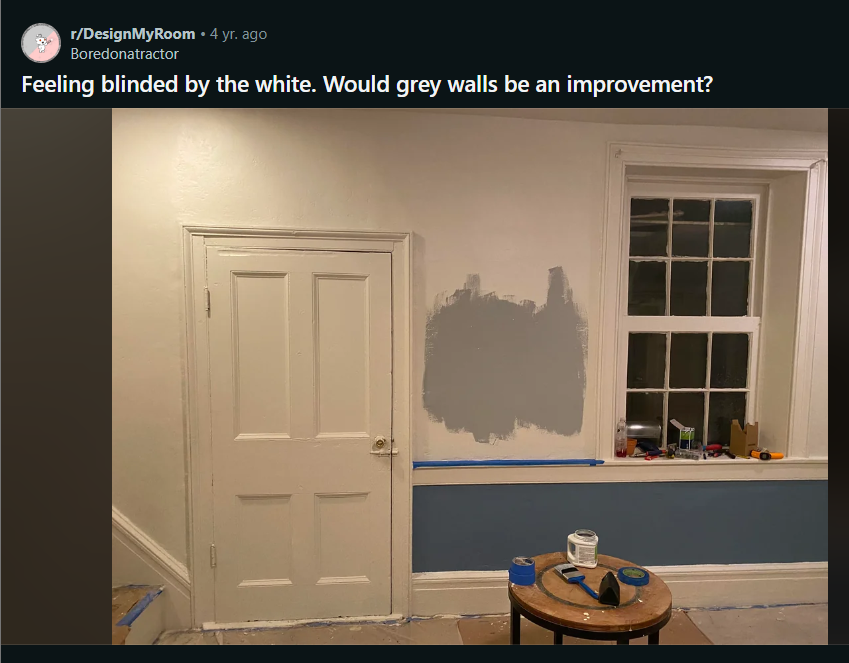 r/DesignMyRoom • 4 yr. ago
Boredonatractor
Feeling blinded by the white. Would grey walls be an improvement?